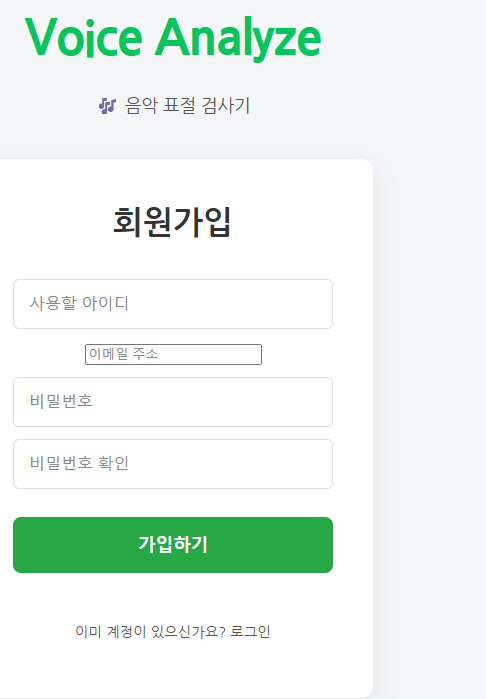 Voice Analyze
🎶 음악 표절 검사기
회원가입
사용할 아이디
이메일 주소
비밀번호
비밀번호 확인
가입하기
이미 계정이 있으신가요? 로그인